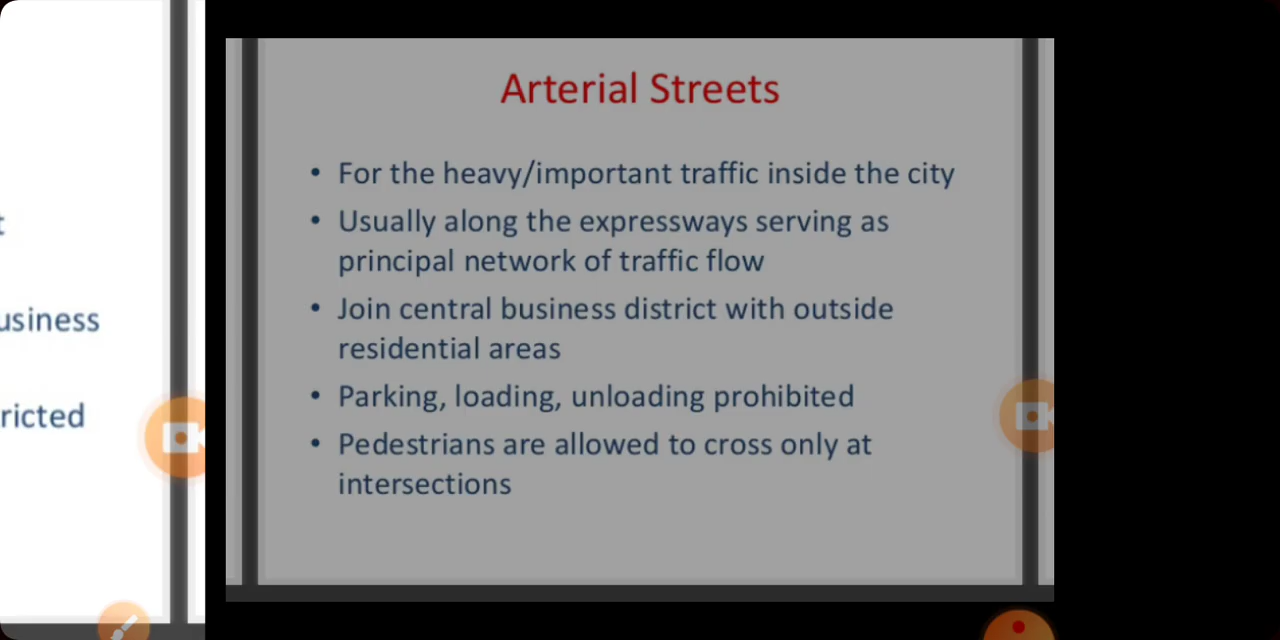 Arterial Streets
• For the heavy/important traffic inside the city
• Usually along the expressways serving as
principal network of traffic flow
• Join central business district with outside
residential areas
• Parking, loading, unloading prohibited
• Pedestrians are allowed to cross only at
intersections